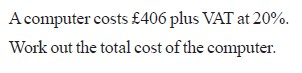 A computer costs £406 plus VAT at 20%.
Work out the total cost of the computer.